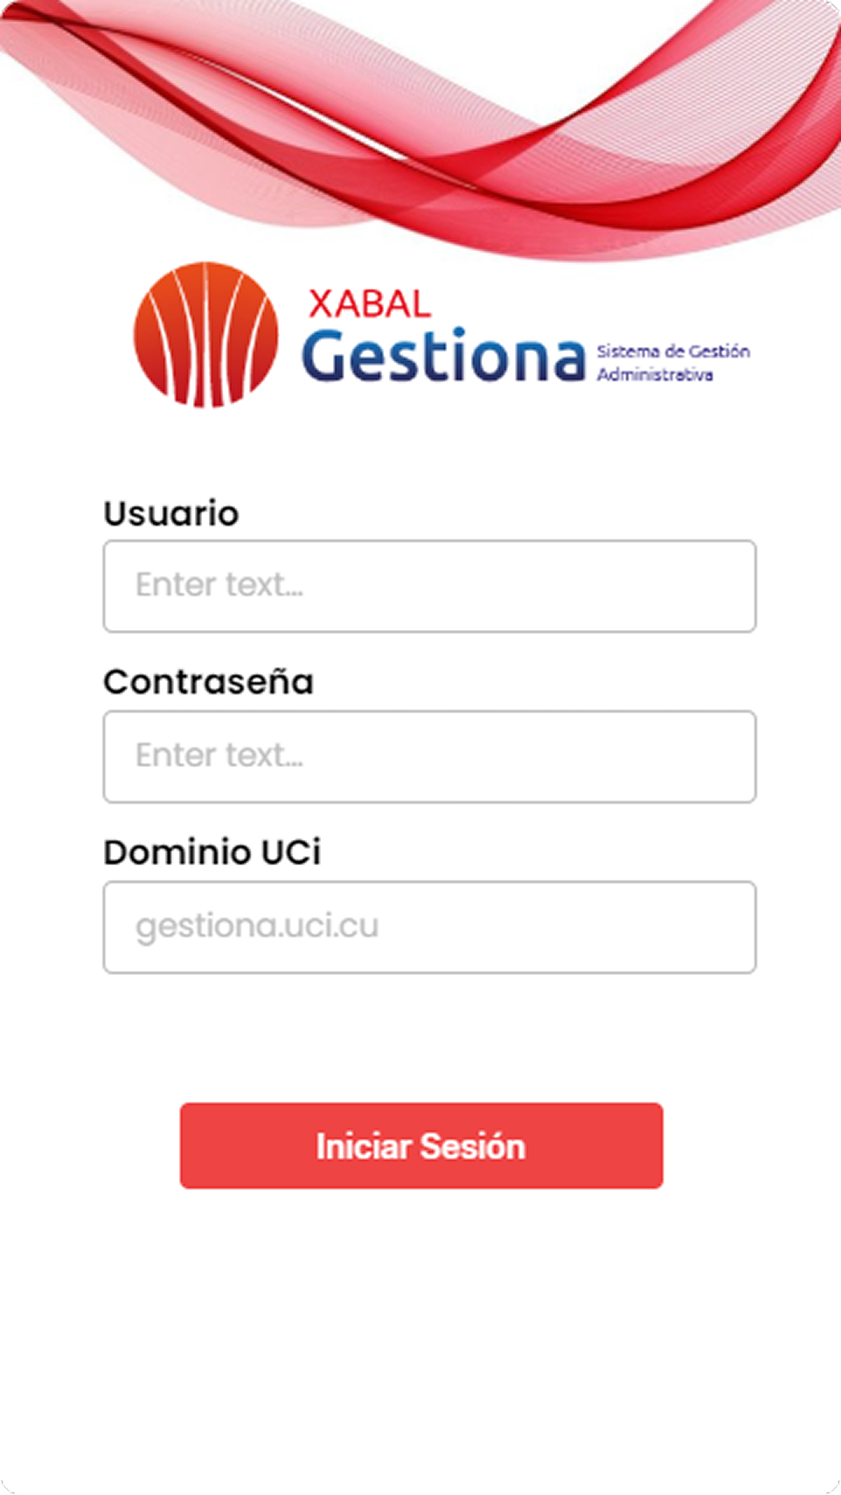 XABAL
Gestiona
Sistema de Gestión
Administrativa
Usuario
Enter text...
Contraseña
Enter text...
Dominio UCi
gestiona.uci.cu
Iniciar Sesión